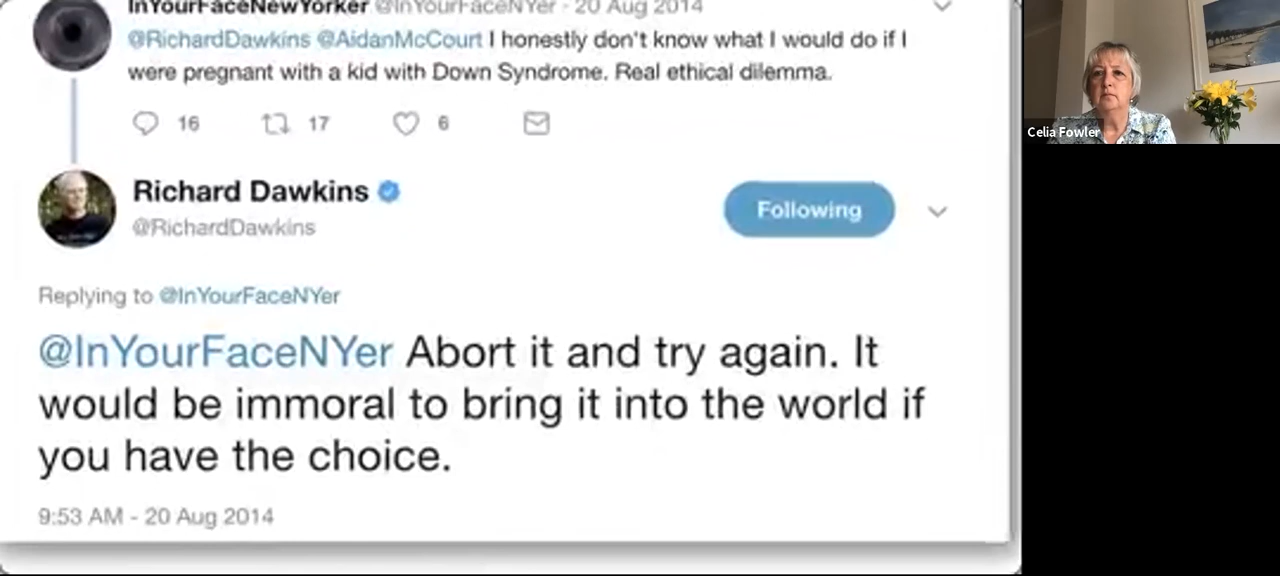 InYourFaceNewYorker @InYourFaceNYer - 20 Aug 2014
@RichardDawkins @AidanMcCourt I honestly don't know what I would do if I
were pregnant with a kid with Down Syndrome. Real ethical dilemma.
16 17 6
Richard Dawkins
@RichardDawkins
Following
Replying to @InYourFaceNYer
@InYourFaceNYer Abort it and try again. It
would be immoral to bring it into the world if
you have the choice.
9:53 AM - 20 Aug 2014
Celia Fowler